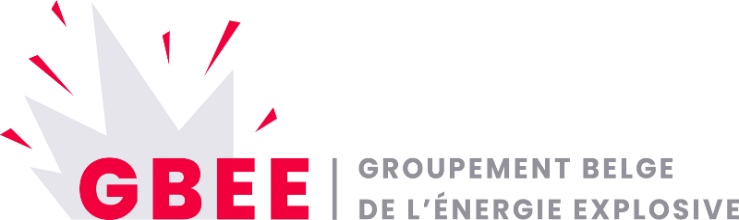 GBEE
GROUPEMENT BELGE
DE L’ÉNERGIE EXPLOSIVE